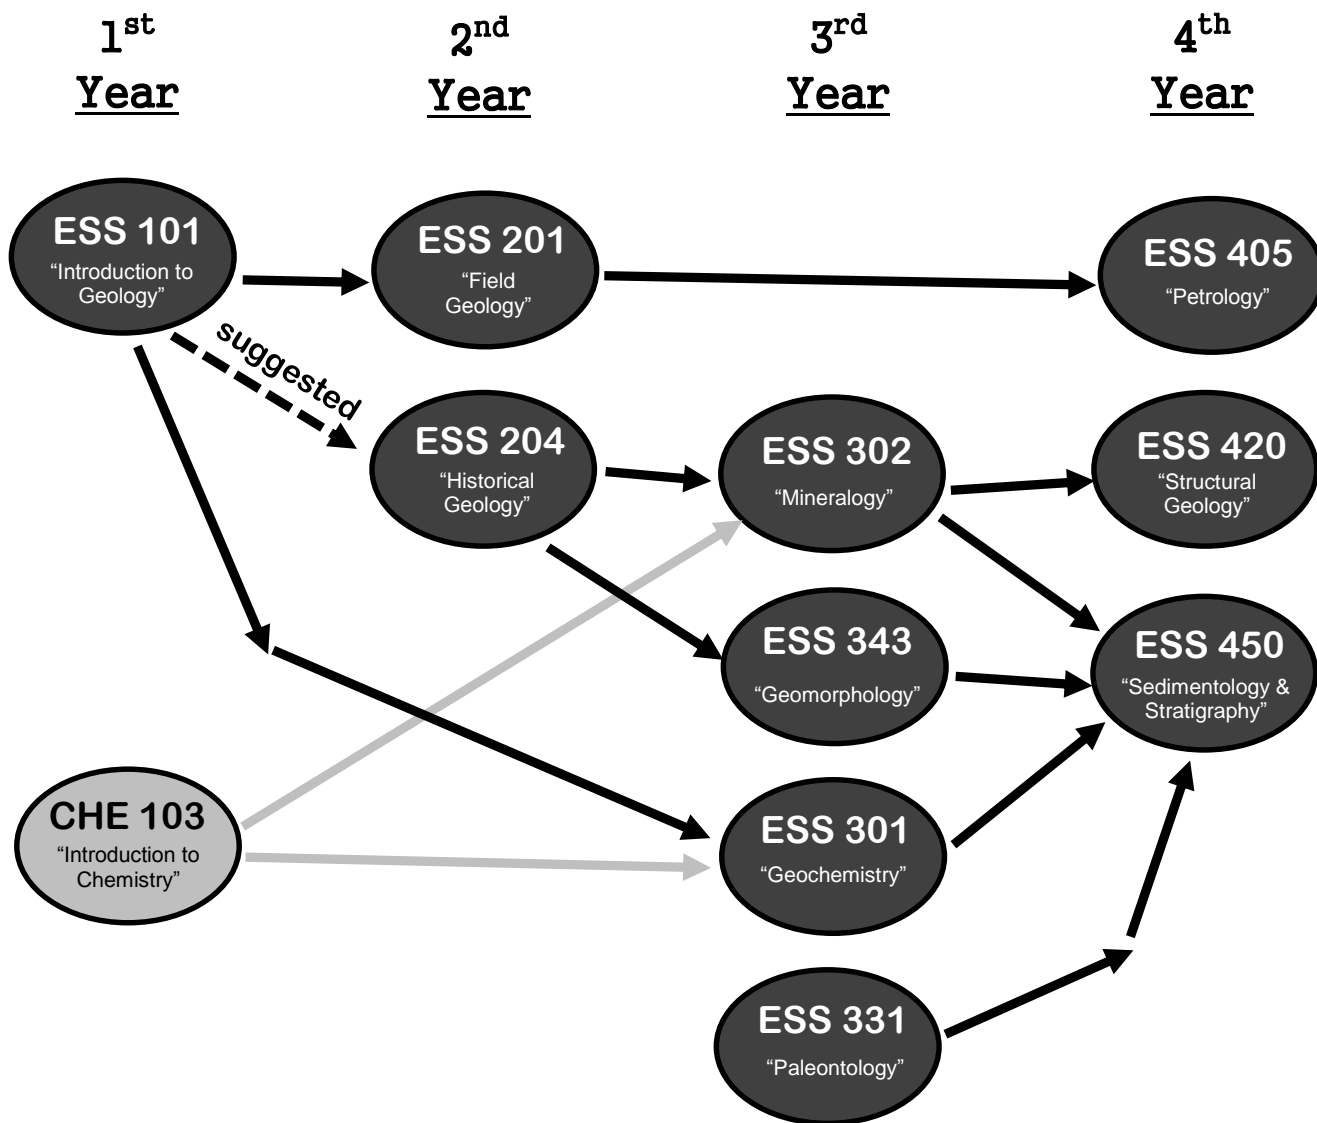 1st 2nd 3rd 4th
Year Year Year Year
ESS 101
“Introduction to
Geology”
ESS 201
“Field
Geology”
ESS 405
“Petrology”
suggested
ESS 204
“Historical
Geology”
ESS 302
“Mineralogy”
ESS 420
“Structural
Geology”
ESS 343
“Geomorphology”
ESS 450
“Sedimentology &
Stratigraphy”
CHE 103
“Introduction to
Chemistry”
ESS 301
“Geochemistry”
ESS 331
“Paleontology”